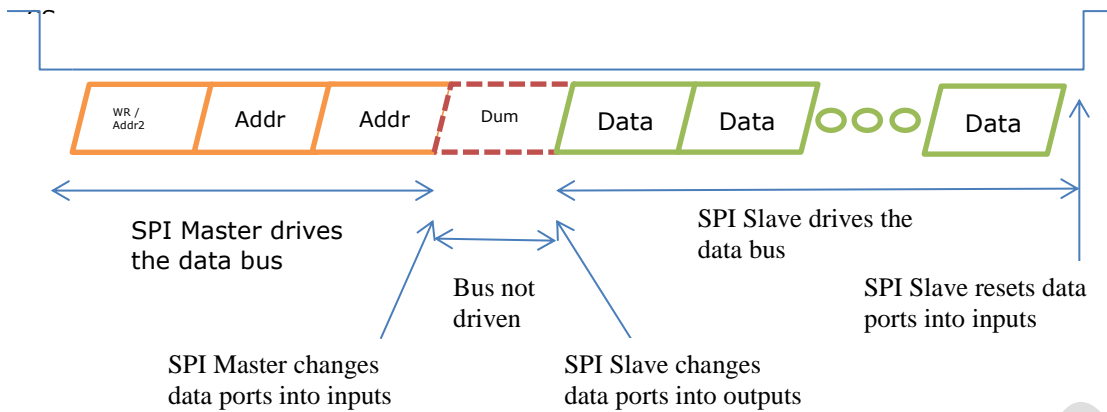 WR /
Addr2
Addr
Addr
Dum
Data
Data
Data
SPI Master drives
the data bus
SPI Slave drives the
data bus
Bus not
driven
SPI Slave resets data
ports into inputs
SPI Master changes
data ports into inputs
SPI Slave changes
data ports into outputs